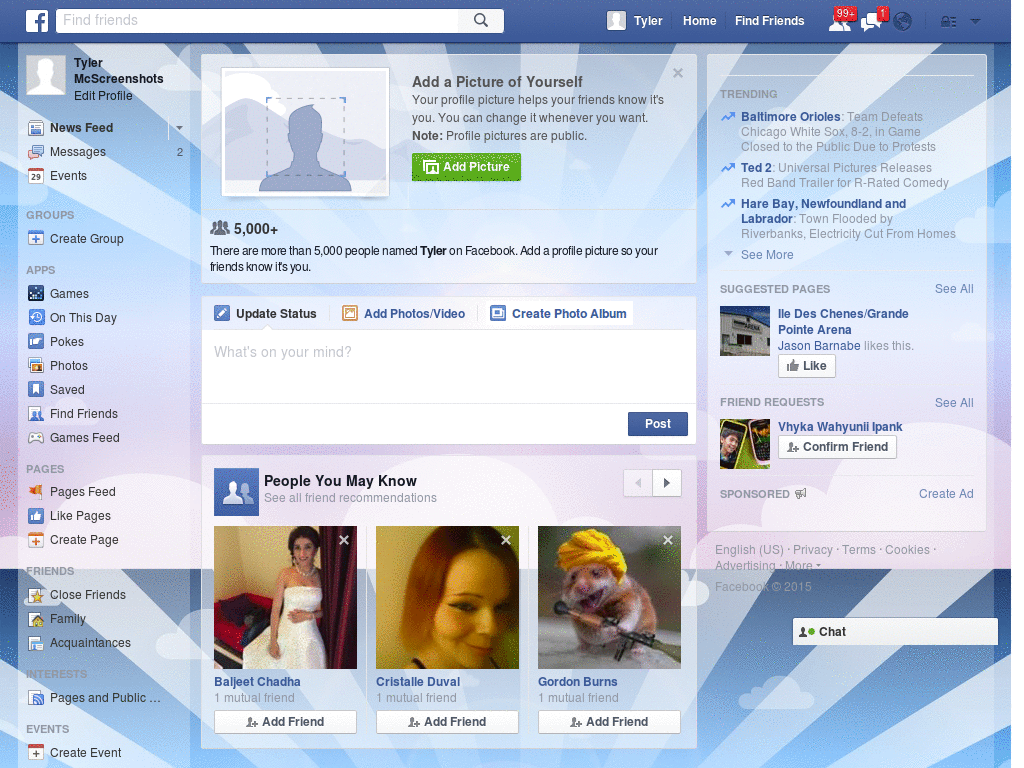 f
Find friends
Tyler
Home
Find Friends
99+
1
Tyler
McScreenshots
Edit Profile
News Feed
Messages
2
29
Events
GROUPS
Create Group
APPS
Games
On This Day
Pokes
Photos
Saved
Find Friends
Games Feed
PAGES
Pages Feed
Like Pages
Create Page
FRIENDS
Close Friends
Family
Acquaintances
INTERESTS
Pages and Public ...
EVENTS
Create Event
Add a Picture of Yourself
Your profile picture helps your friends know it's
you. You can change it whenever you want.
Note: Profile pictures are public.
Add Picture
5,000+
There are more than 5,000 people named Tyler on Facebook. Add a profile picture so your
friends know it's you.
Update Status
Add Photos/Video
Create Photo Album
What's on your mind?
Post
People You May Know
See all friend recommendations
Baljeet Chadha
1 mutual friend
Add Friend
Cristalle Duval
1 mutual friend
Add Friend
Gordon Burns
1 mutual friend
Add Friend
TRENDING
Baltimore Orioles: Team Defeats
Chicago White Sox, 8-2, in Game
Closed to the Public Due to Protests
Ted 2: Universal Pictures Releases
Red Band Trailer for R-Rated Comedy
Hare Bay, Newfoundland and
Labrador: Town Flooded by
Riverbanks, Electricity Cut From Homes
See More
SUGGESTED PAGES
See All
Ile Des Chenes/Grande
Pointe Arena
Jason Barnabe likes this.
Like
FRIEND REQUESTS
See All
Vhyka Wahyunii Ipank
Confirm Friend
SPONSORED
Create Ad
English (US) · Privacy · Terms · Cookies ·
Advertising · More
Facebook © 2015
Chat